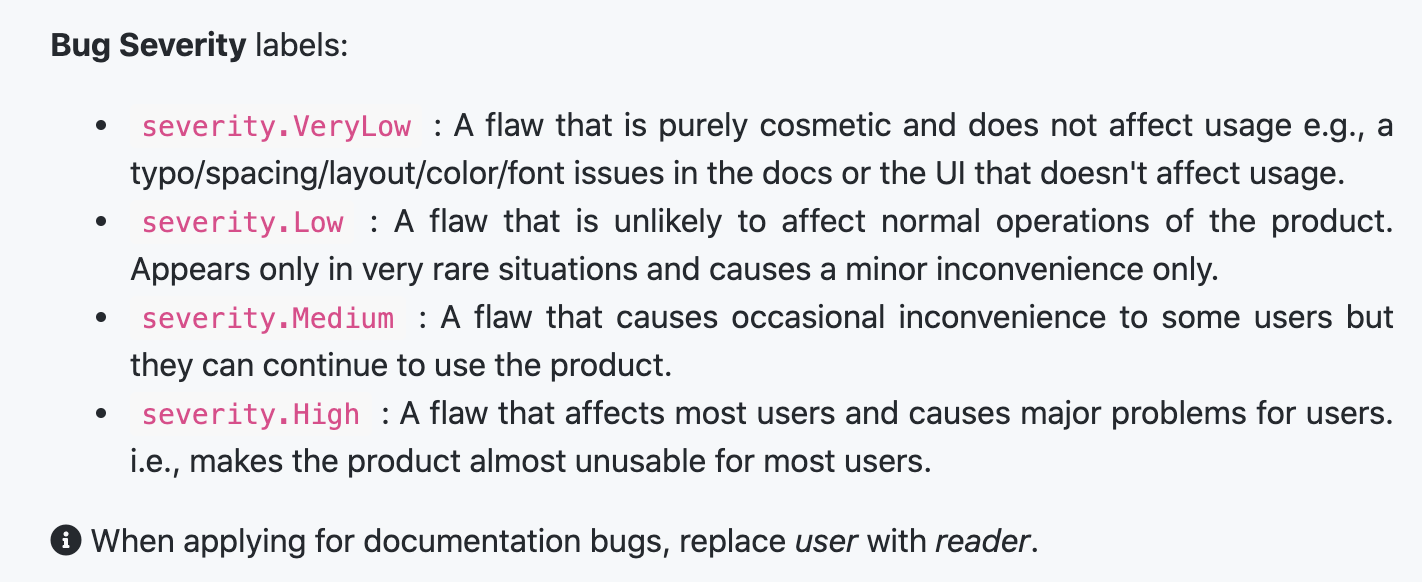 Bug Severity labels:
• severity.VeryLow : A flaw that is purely cosmetic and does not affect usage e.g., a
typo/spacing/layout/color/font issues in the docs or the UI that doesn't affect usage.
• severity.Low : A flaw that is unlikely to affect normal operations of the product.
Appears only in very rare situations and causes a minor inconvenience only.
• severity.Medium : A flaw that causes occasional inconvenience to some users but
they can continue to use the product.
• severity.High : A flaw that affects most users and causes major problems for users.
i.e., makes the product almost unusable for most users.
When applying for documentation bugs, replace user with reader.